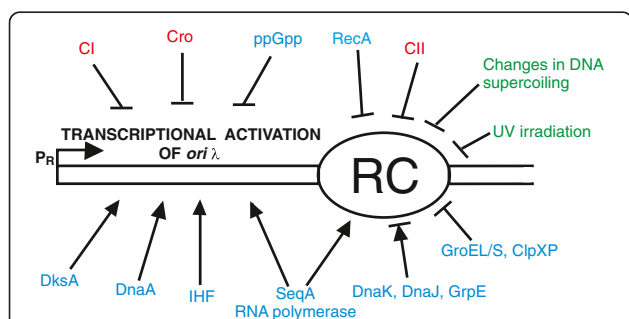 CI
Cro
ppGpp
RecA
CII
Changes in DNA
supercoiling
UV irradiation
TRANSCRIPTIONAL ACTIVATION
OF ori λ
PR
RC
GroEL/S, ClpXP
DksA
DnaA
IHF
SeqA
RNA polymerase
DnaK, DnaJ, GrpE